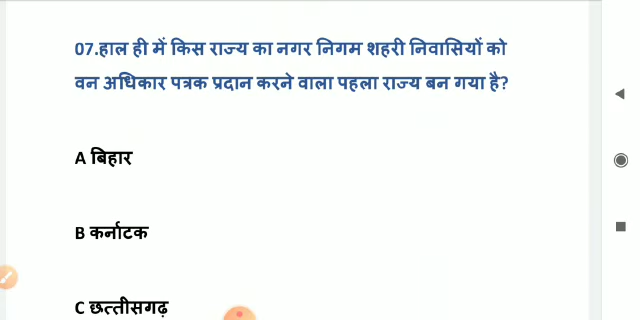 07.हाल ही में किस राज्य का नगर निगम शहरी निवासियों को
वन अधिकार पत्रक प्रदान करने वाला पहला राज्य बन गया है?
A बिहार
B कर्नाटक
C छत्तीसगढ़